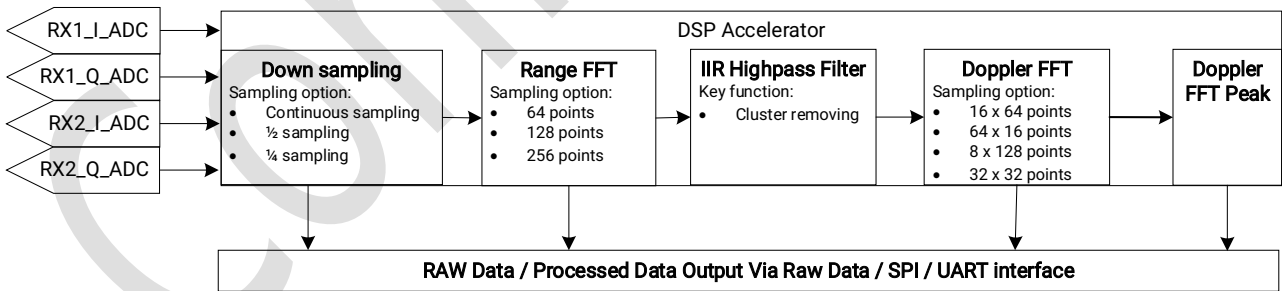 RX1_I_ADC
RX1_Q_ADC
RX2_I_ADC
RX2_Q_ADC
DSP Accelerator
Down sampling
Sampling option:
• Continuous sampling
• ½ sampling
• ¼ sampling
Range FFT
Sampling option:
• 64 points
• 128 points
• 256 points
IIR Highpass Filter
Key function:
• Cluster removing
Doppler FFT
Sampling option:
• 16 x 64 points
• 64 x 16 points
• 8 x 128 points
• 32 x 32 points
Doppler
FFT Peak
RAW Data / Processed Data Output Via Raw Data / SPI / UART interface